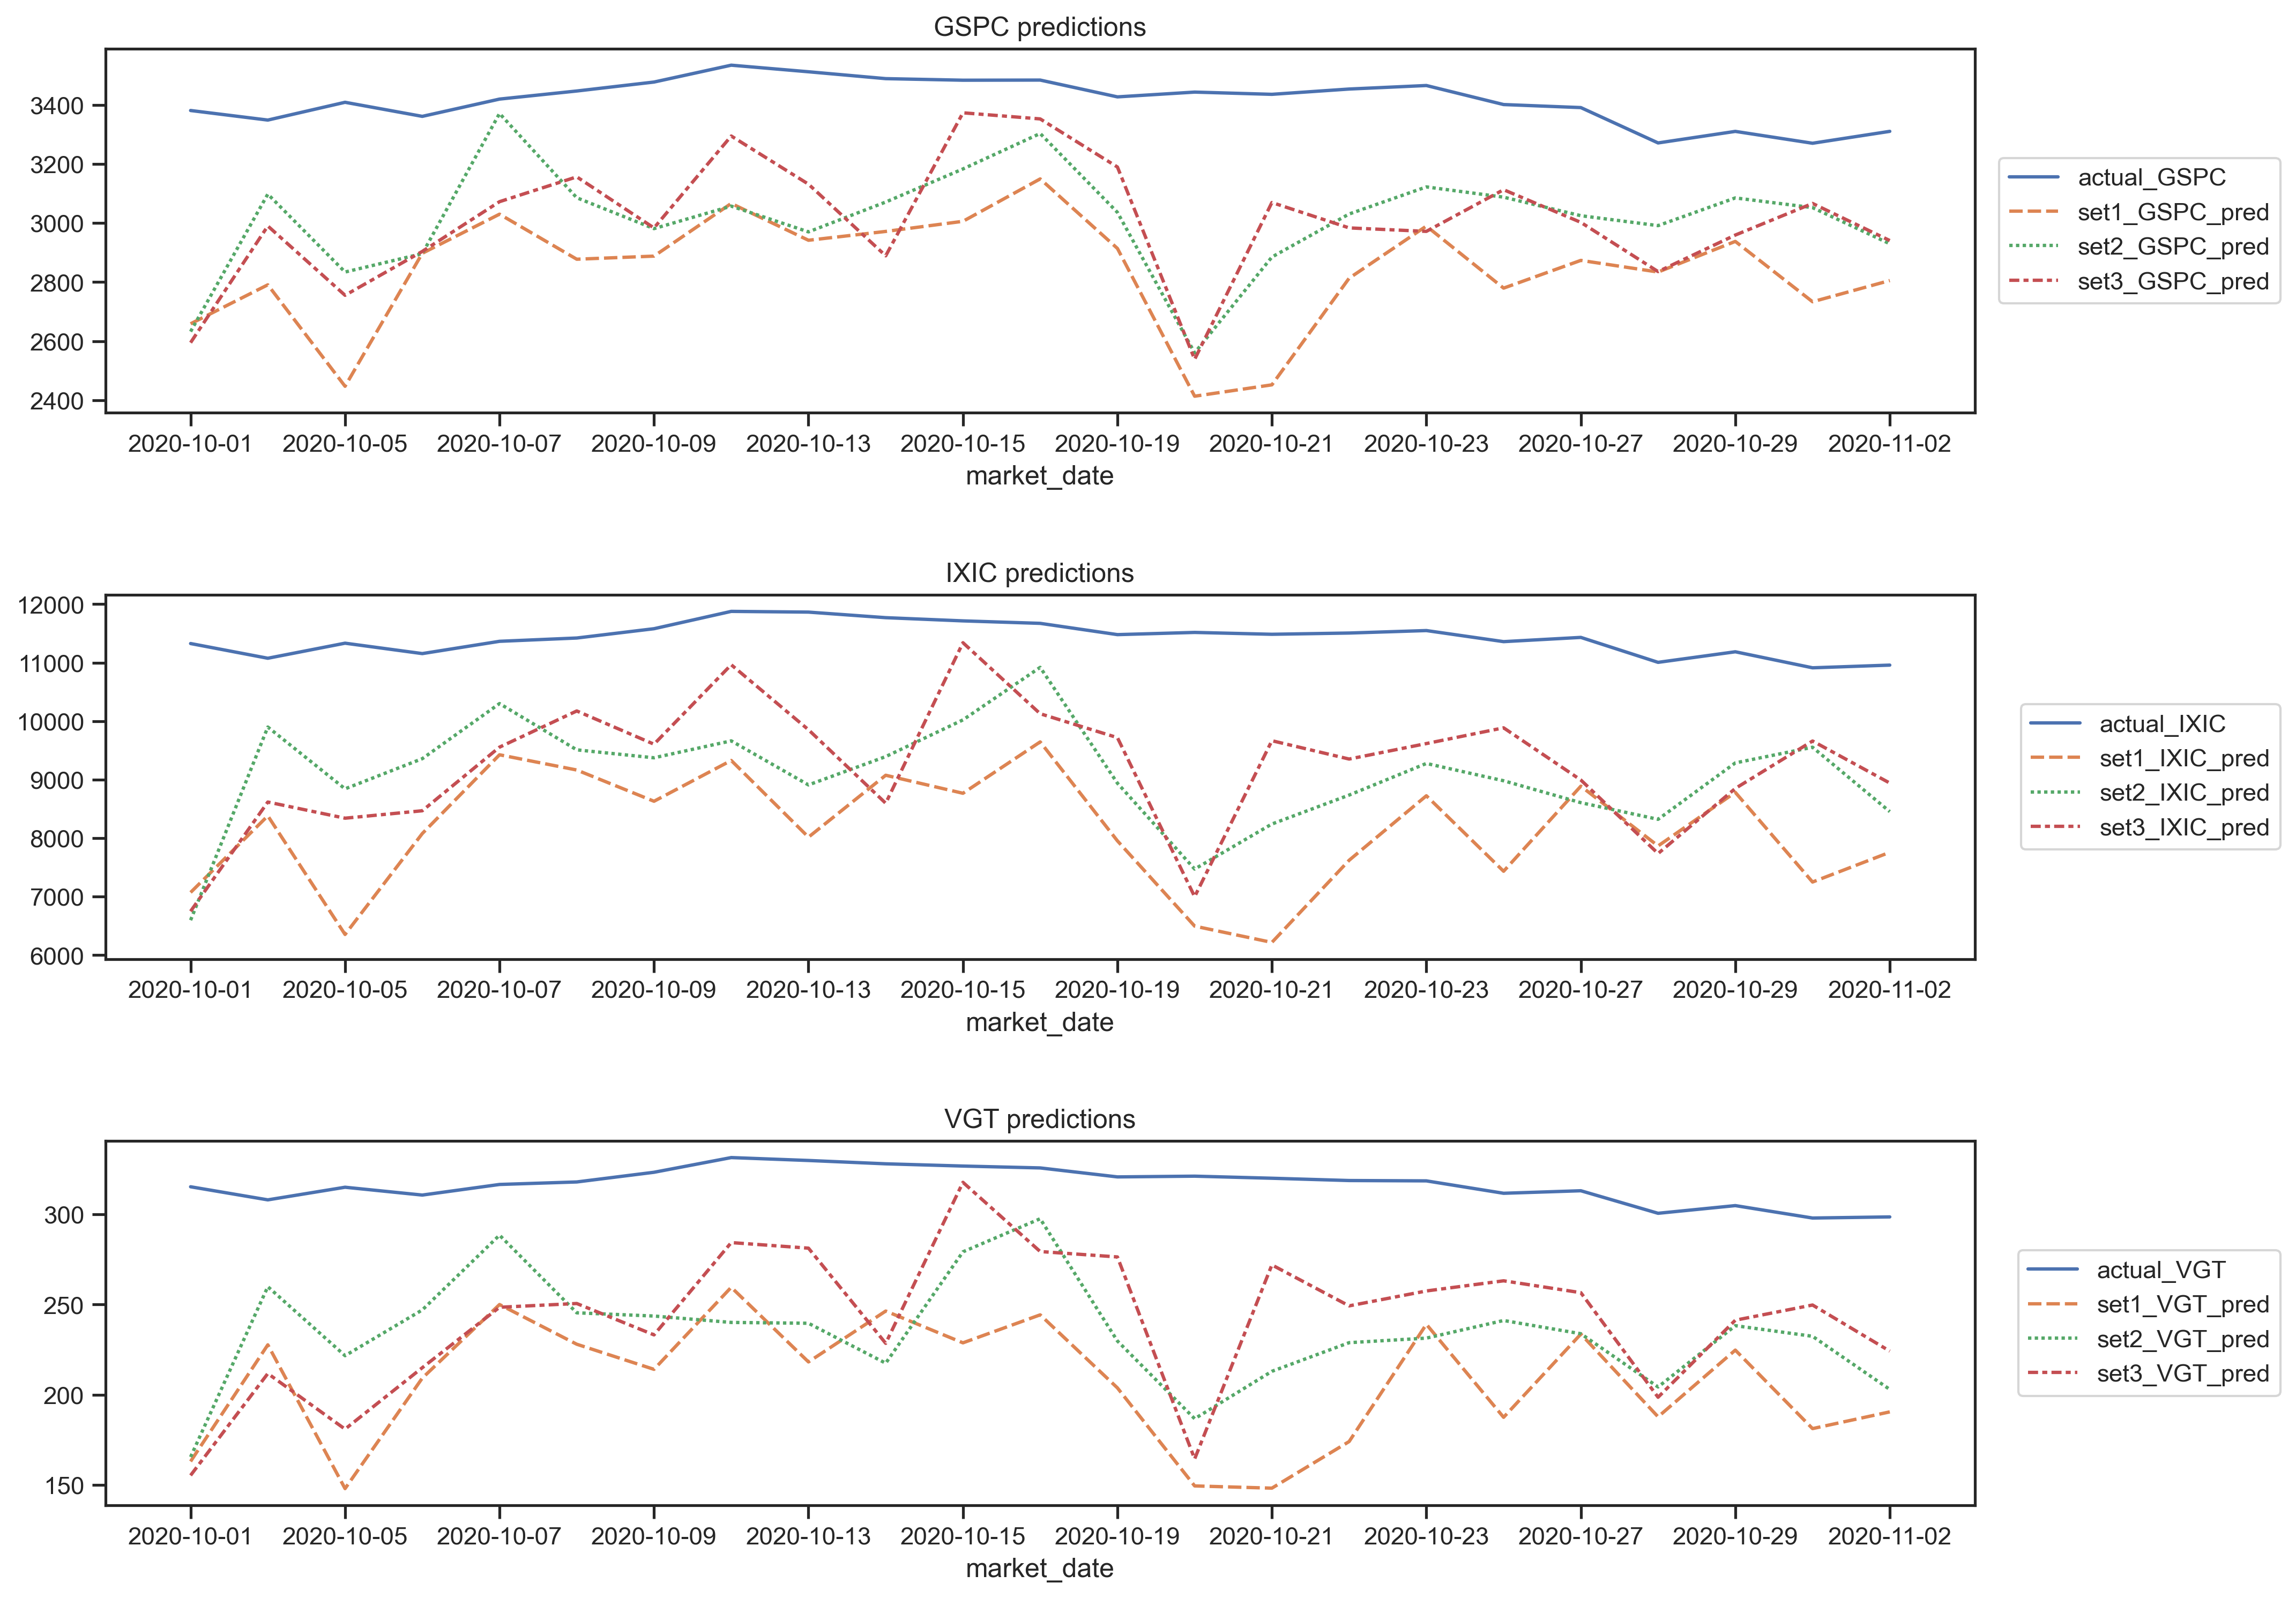 GSPC predictions
3400
3200
3000
2800
2600
2400
2020-10-01 2020-10-05 2020-10-07 2020-10-09 2020-10-13 2020-10-15 2020-10-19 2020-10-21 2020-10-23 2020-10-27 2020-10-29 2020-11-02
market_date
actual_GSPC
set1_GSPC_pred
set2_GSPC_pred
set3_GSPC_pred
IXIC predictions
12000
11000
10000
9000
8000
7000
6000
2020-10-01 2020-10-05 2020-10-07 2020-10-09 2020-10-13 2020-10-15 2020-10-19 2020-10-21 2020-10-23 2020-10-27 2020-10-29 2020-11-02
market_date
actual_IXIC
set1_IXIC_pred
set2_IXIC_pred
set3_IXIC_pred
VGT predictions
300
250
200
150
2020-10-01 2020-10-05 2020-10-07 2020-10-09 2020-10-13 2020-10-15 2020-10-19 2020-10-21 2020-10-23 2020-10-27 2020-10-29 2020-11-02
market_date
actual_VGT
set1_VGT_pred
set2_VGT_pred
set3_VGT_pred